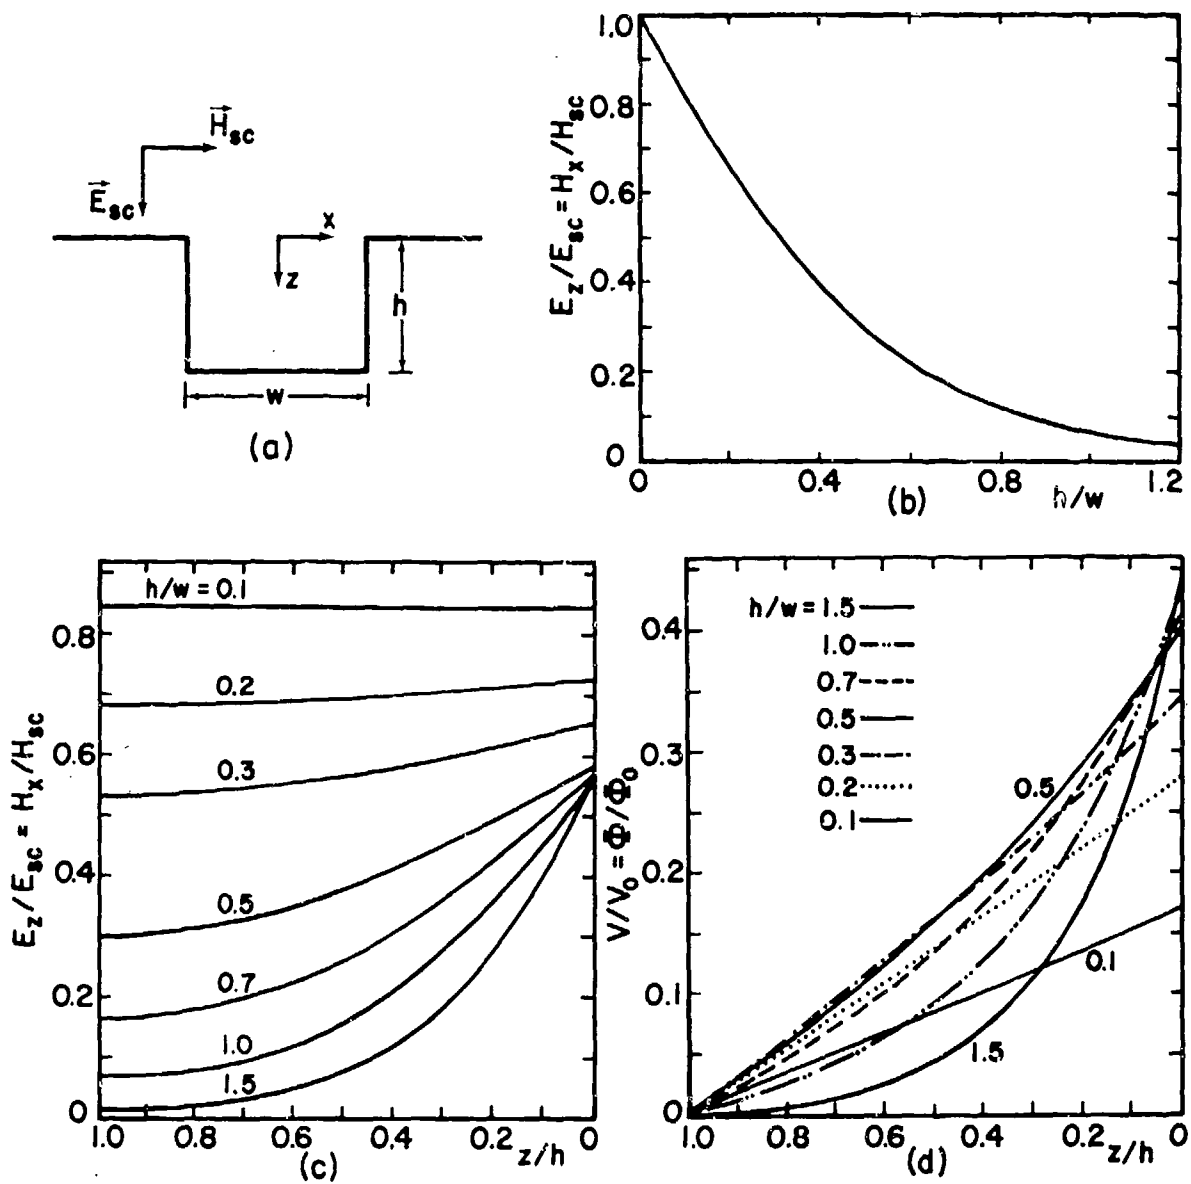 H⃗sc
E⃗sc
x
z
h
w
(a)
1.0
0.8
0.6
0.4
0.2
0
Ez/Esc = Hx/Hsc
0 0.4 0.8 h/w 1.2
(b)
h/w = 0.1
0.2
0.3
0.5
0.7
1.0
1.5
0.8
0.6
0.4
0.2
0
Ez/Esc = Hx/Hsc
1.0 0.8 0.6 0.4 0.2 z/h 0
(c)
h/w = 1.5
1.0
0.7
0.5
0.3
0.2
0.1
0.5
0.1
1.5
0.4
0.3
0.2
0.1
0
V/V0 = Φ/Φ0
1.0 0.8 0.6 0.4 0.2 z/h 0
(d)